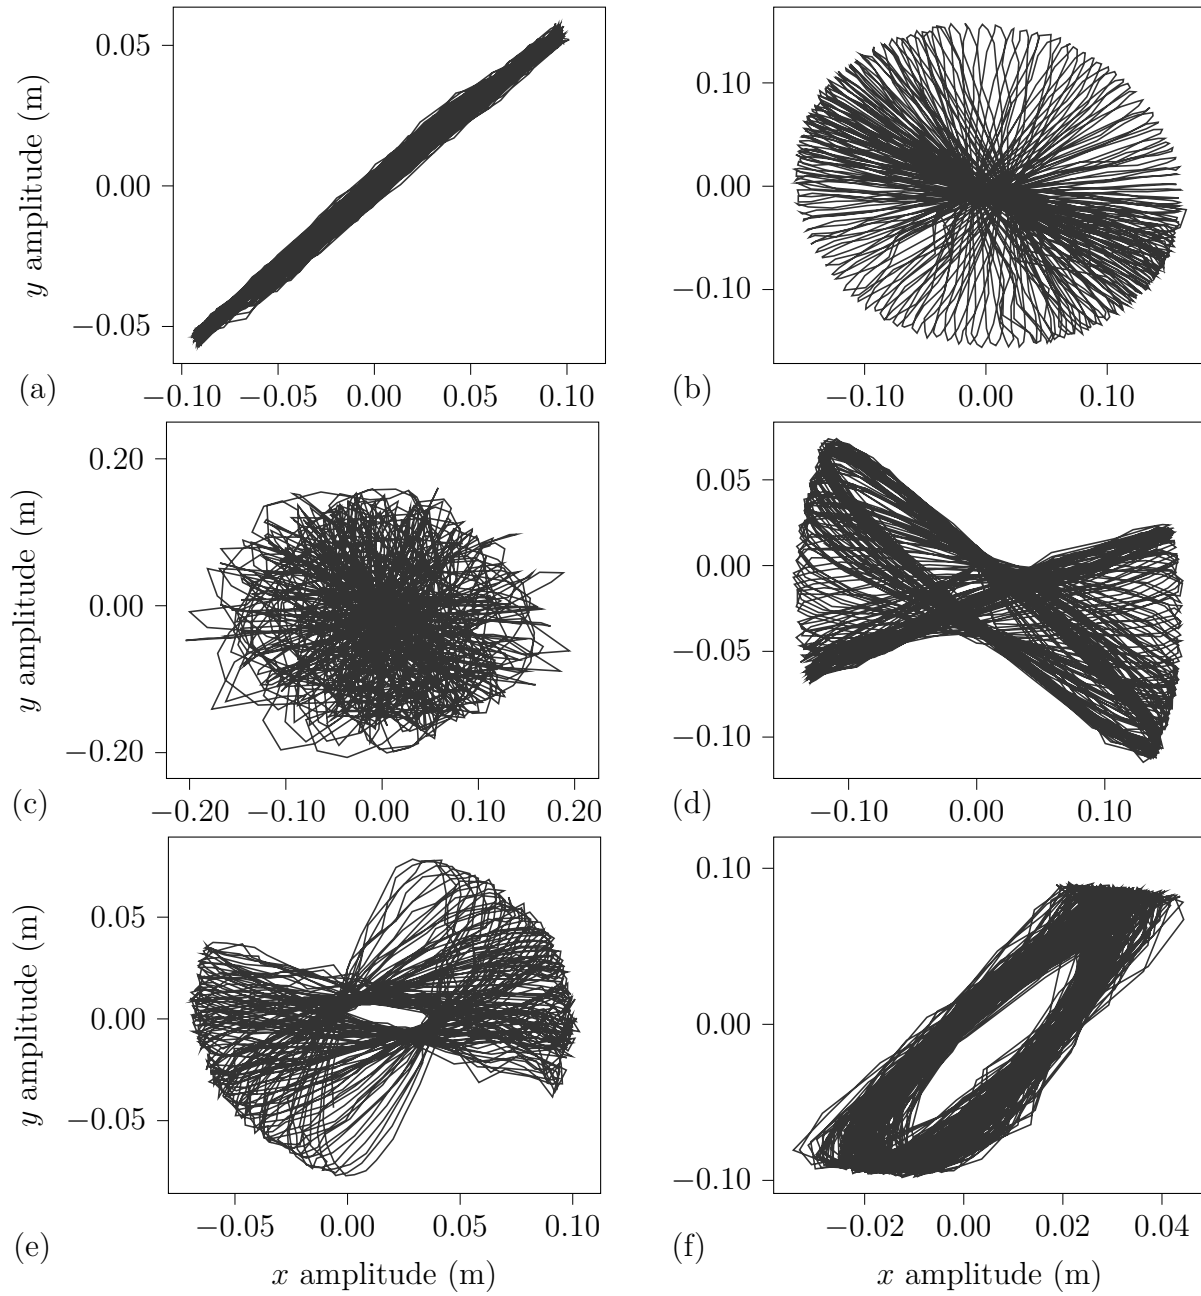 0.05
0.00
−0.05
y amplitude (m)
(a)
−0.10 −0.05 0.00 0.05 0.10
0.10
0.00
−0.10
(b)
−0.10 0.00 0.10
0.20
0.00
−0.20
y amplitude (m)
(c)
−0.20 −0.10 0.00 0.10 0.20
0.05
0.00
−0.05
−0.10
(d)
−0.10 0.00 0.10
0.05
0.00
−0.05
y amplitude (m)
(e)
−0.05 0.00 0.05 0.10
x amplitude (m)
0.10
0.00
−0.10
(f)
−0.02 0.00 0.02 0.04
x amplitude (m)